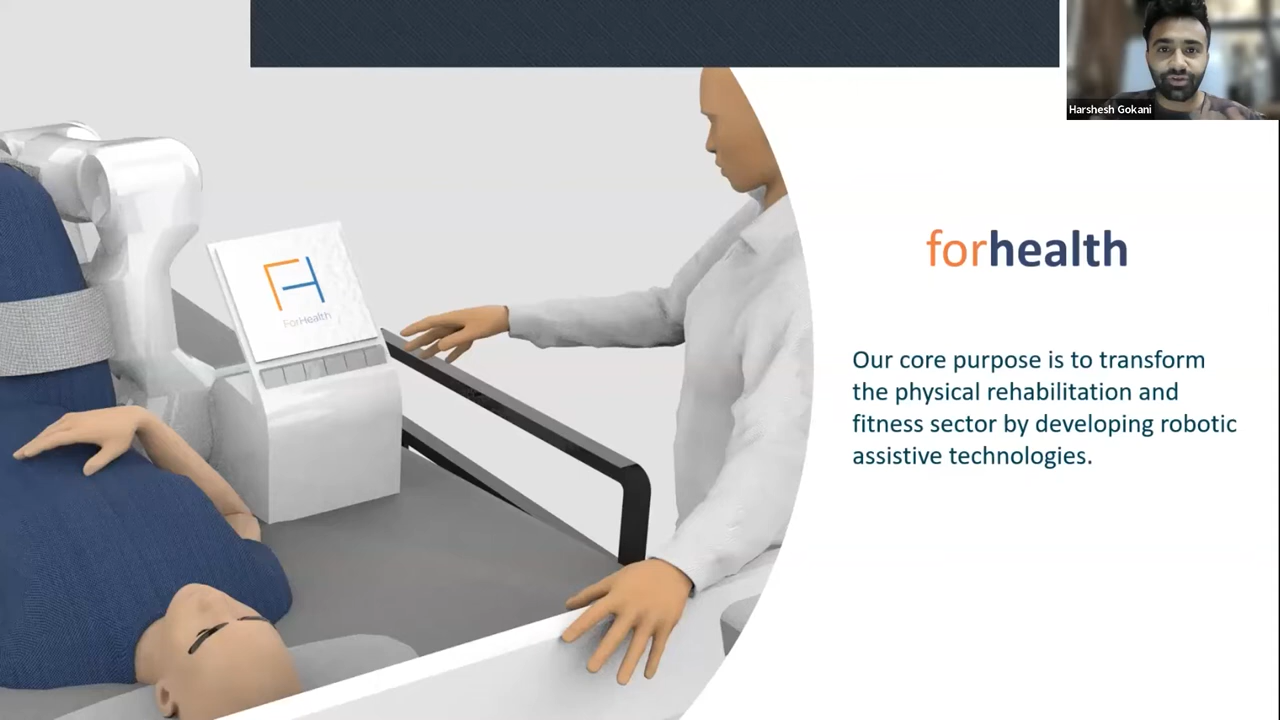 Harshesh Gokani
forhealth
ForHealth
Our core purpose is to transform
the physical rehabilitation and
fitness sector by developing robotic
assistive technologies.